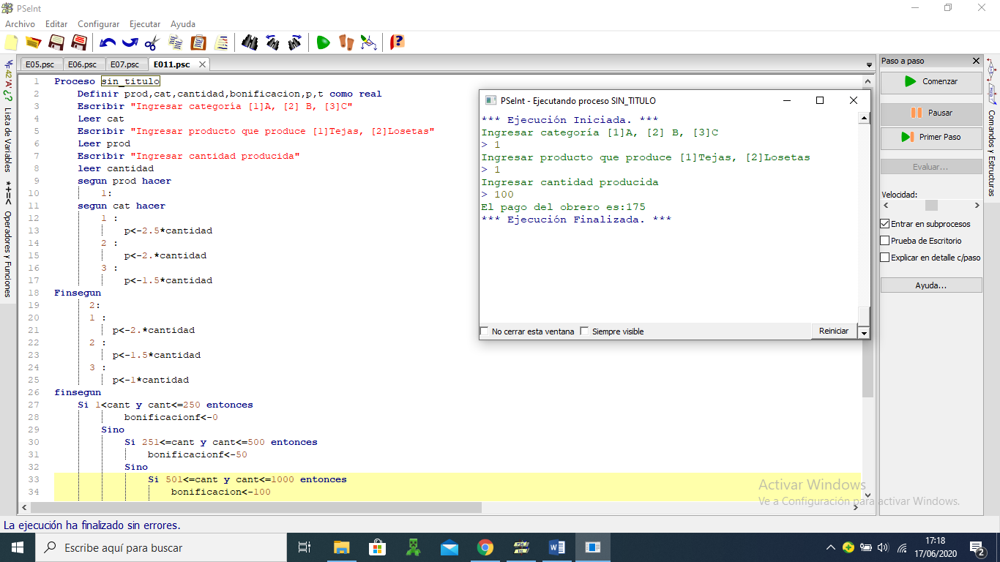 PSeInt
Archivo Editar Configurar Ejecutar Ayuda
E05.psc E06.psc E07.psc E011.psc
Lista de Variables
Operadores y Funciones
1 Proceso sin_titulo
2 Definir prod,cat,cantidad,bonificacion,p,t como real
3 Escribir "Ingresar categoría [1]A, [2] B, [3]C"
4 Leer cat
5 Escribir "Ingresar producto que produce [1]Tejas, [2]Losetas"
6 Leer prod
7 Escribir "Ingresar cantidad producida"
8 leer cantidad
9 segun prod hacer
10 1:
11 segun cat hacer
12 1 :
13 p<-2.5*cantidad
14 2 :
15 p<-2.*cantidad
16 3 :
17 p<-1.5*cantidad
18 Finsegun
19 2:
20 1 :
21 p<-2.*cantidad
22 2 :
23 p<-1.5*cantidad
24 3 :
25 p<-1*cantidad
26 finsegun
27 Si 1<cant y cant<=250 entonces
28 bonificacionf<-0
29 Sino
30 Si 251<=cant y cant<=500 entonces
31 bonificacionf<-50
32 Sino
33 Si 501<=cant y cant<=1000 entonces
34 bonificacion<-100
PSeInt - Ejecutando proceso SIN_TITULO
*** Ejecución Iniciada. ***
Ingresar categoría [1]A, [2] B, [3]C
> 1
Ingresar producto que produce [1]Tejas, [2]Losetas
> 1
Ingresar cantidad producida
> 100
El pago del obrero es:175
*** Ejecución Finalizada. ***
No cerrar esta ventana Siempre visible Reiniciar
Paso a paso
Comenzar
Pausar
Primer Paso
Evaluar...
Velocidad:
Entrar en subprocesos
Prueba de Escritorio
Explicar en detalle c/paso
Ayuda...
Comandos y Estructuras
Activar Windows
Ve a Configuración para activar Windows.
La ejecución ha finalizado sin errores.
Escribe aquí para buscar
17:18
17/06/2020
2